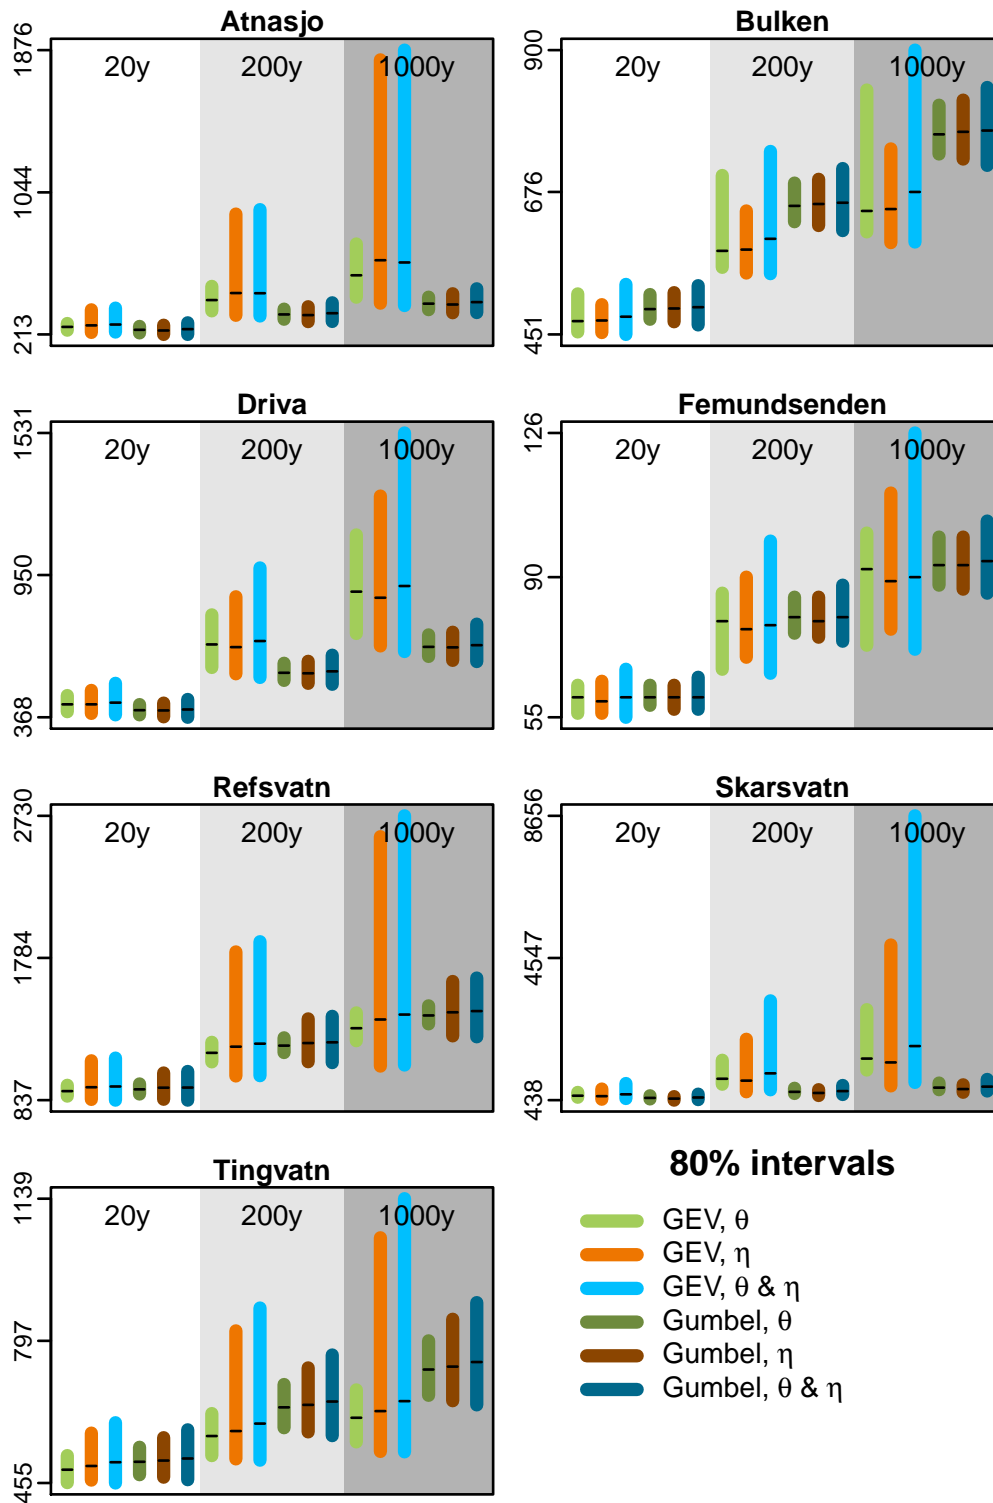 Atnasjo
1876
1044
213
20y
200y
1000y
Bulken
900
676
451
20y
200y
1000y
Driva
1531
950
368
20y
200y
1000y
Femundsenden
126
90
55
20y
200y
1000y
Refsvatn
2730
1784
837
20y
200y
1000y
Skarsvatn
8656
4547
438
20y
200y
1000y
Tingvatn
1139
797
455
20y
200y
1000y
80% intervals
GEV, θ
GEV, η
GEV, θ & η
Gumbel, θ
Gumbel, η
Gumbel, θ & η